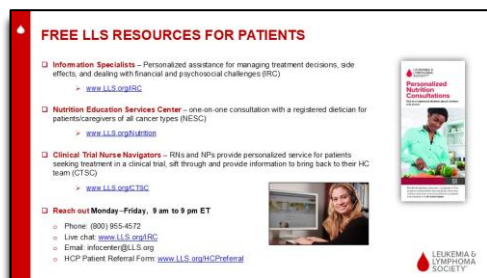 FREE LLS RESOURCES FOR PATIENTS
Information Specialists – Personalized assistance for managing treatment decisions, side
effects, and dealing with financial and psychosocial challenges (IRC)
www.LLS.org/IRC
Nutrition Education Services Center – one-on-one consultation with a registered dietician for
patients/caregivers of all cancer types (NESC)
www.LLS.org/Nutrition
Clinical Trial Nurse Navigators – RNs and NPs provide personalized service for patients
seeking treatment in a clinical trial, sift through and provide information to bring back to their HC
team (CTSC)
www.LLS.org/CTSC
Reach out Monday–Friday, 9 am to 9 pm ET
Phone: (800) 955-4572
Live chat: www.LLS.org/IRC
Email: infocenter@LLS.org
HCP Patient Referral Form: www.LLS.org/HCPreferral
LEUKEMIA &
LYMPHOMA
SOCIETY
Personalized
Nutrition
Consultations
LEUKEMIA &
LYMPHOMA
SOCIETY